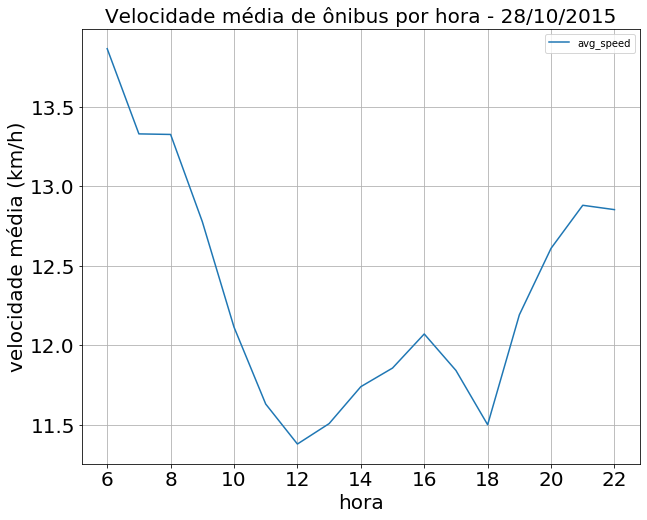 Velocidade média de ônibus por hora - 28/10/2015
avg_speed
velocidade média (km/h)
13.5
13.0
12.5
12.0
11.5
6 8 10 12 14 16 18 20 22
hora